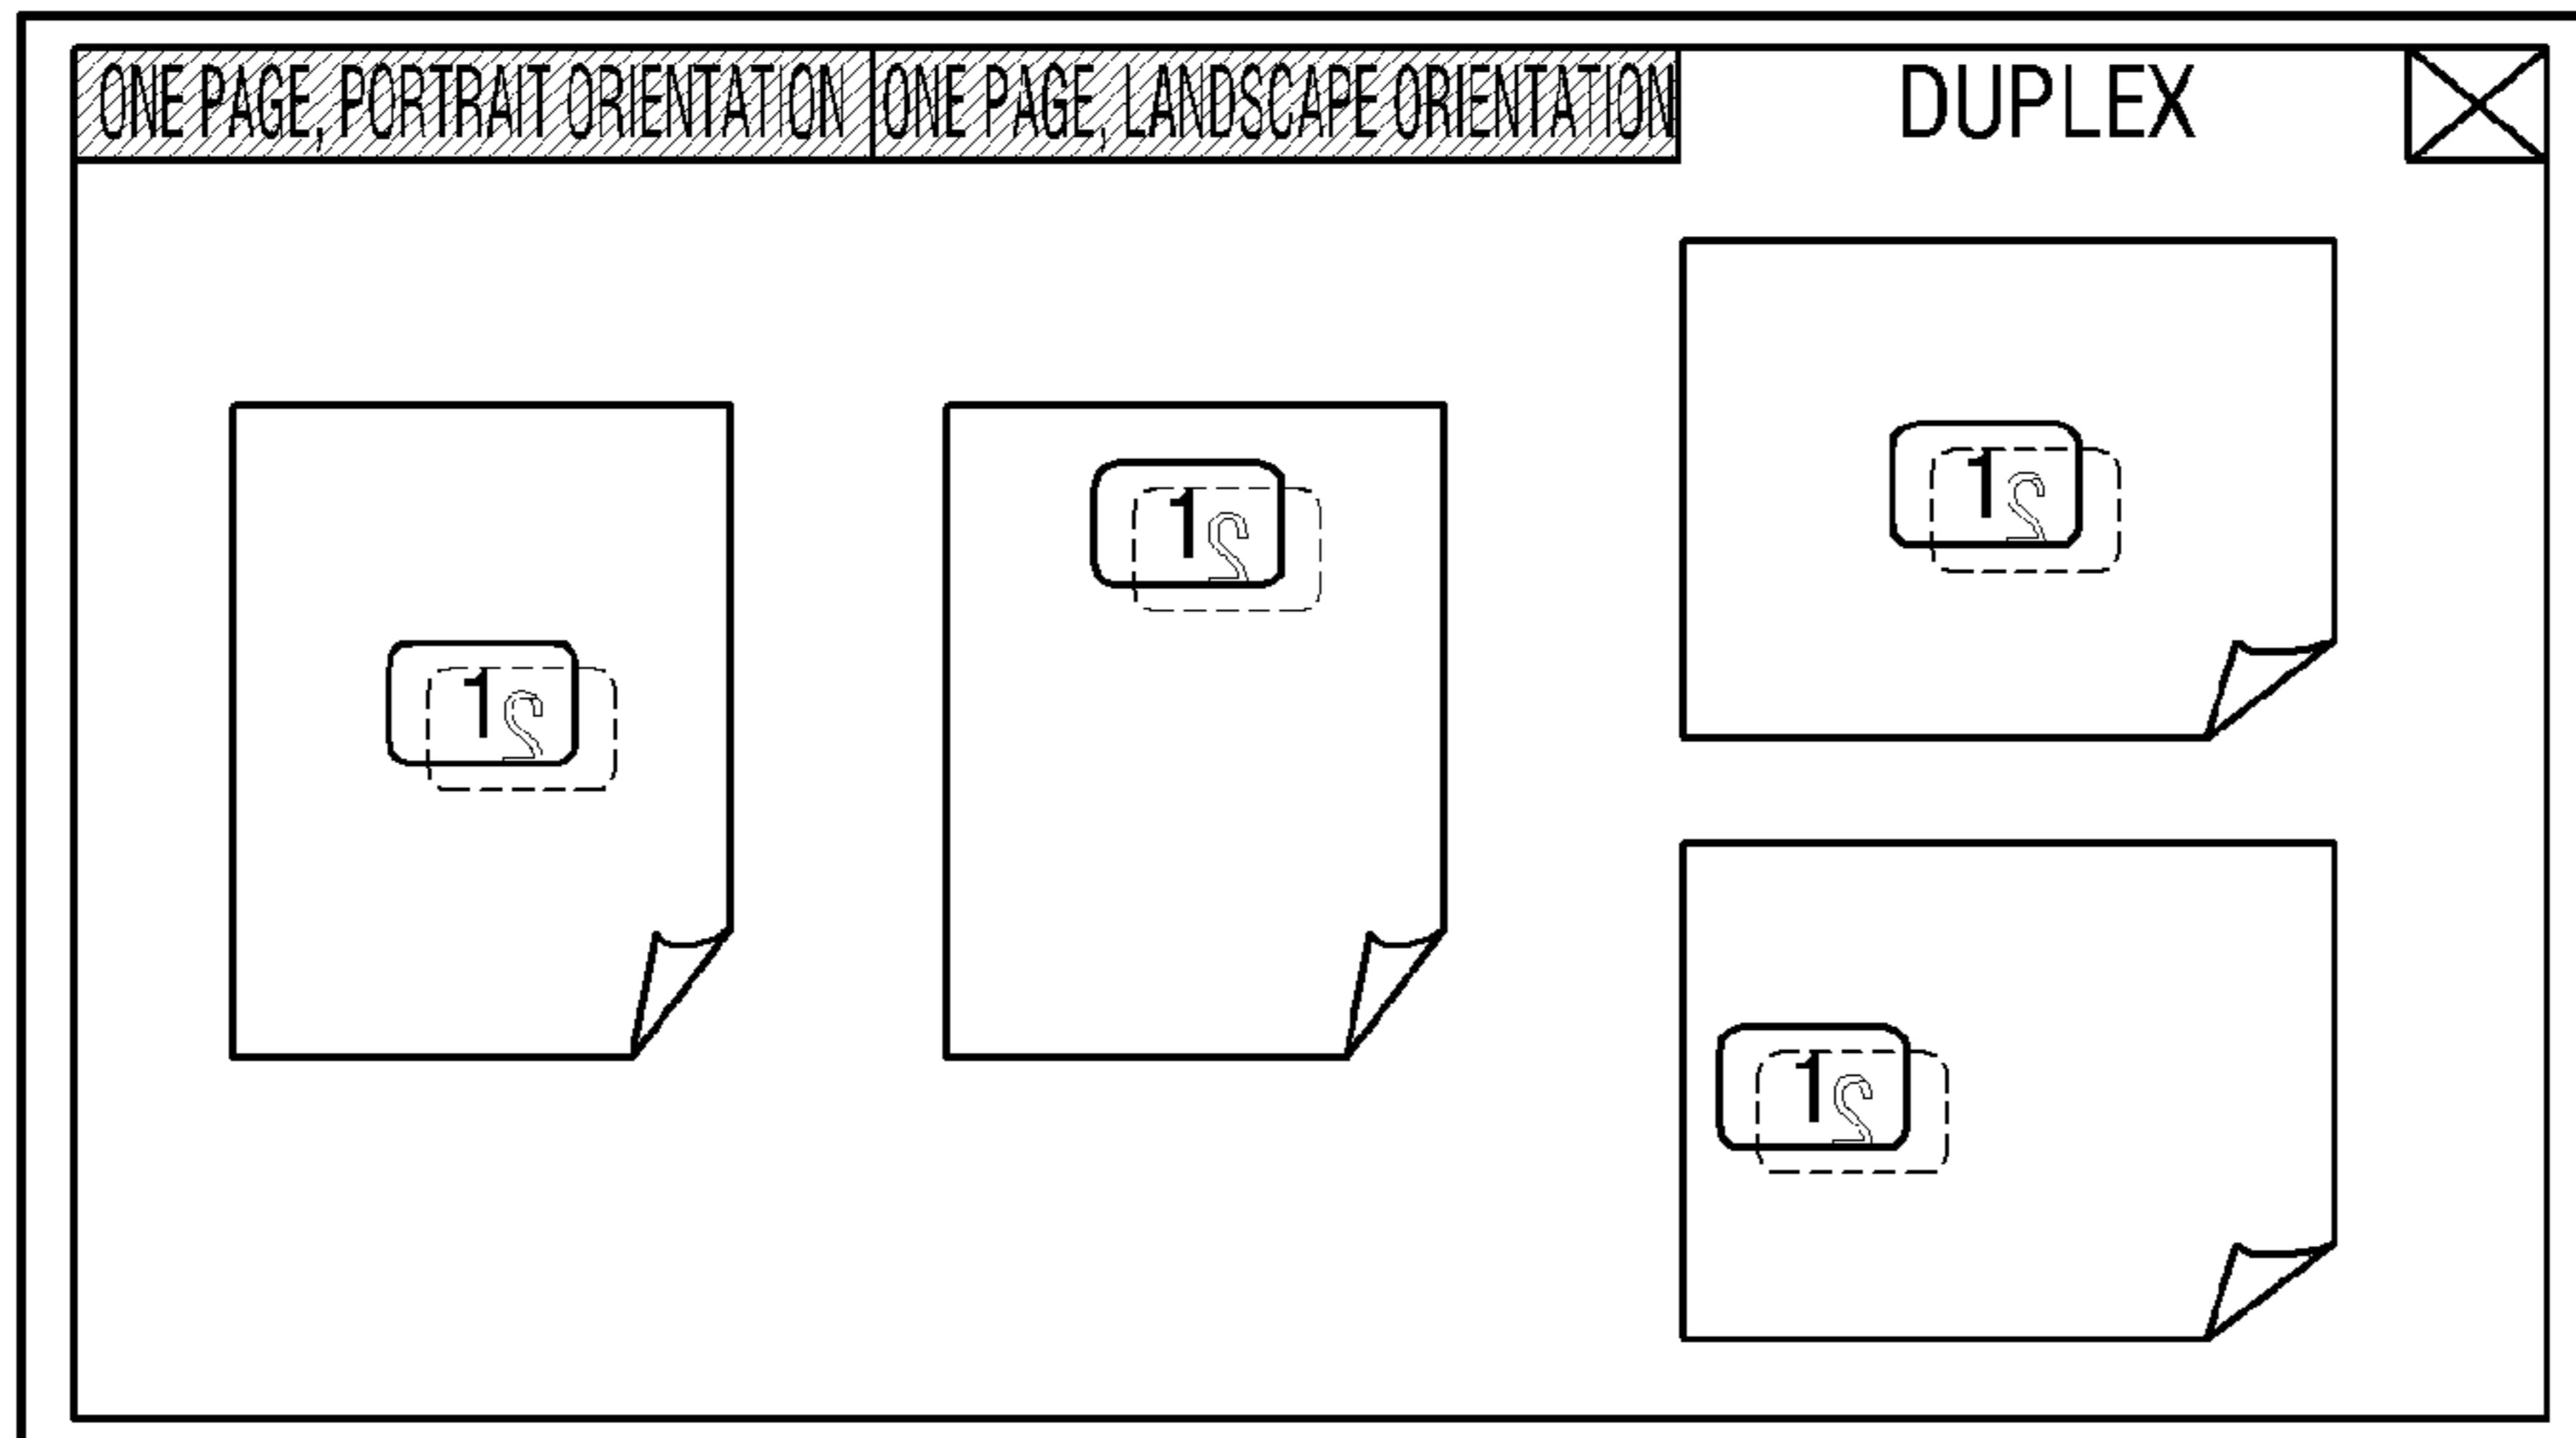 ONE PAGE, PORTRAIT ORIENTATION
ONE PAGE, LANDSCAPE ORIENTATION
DUPLEX
1 2
1 2
1 2
1 2